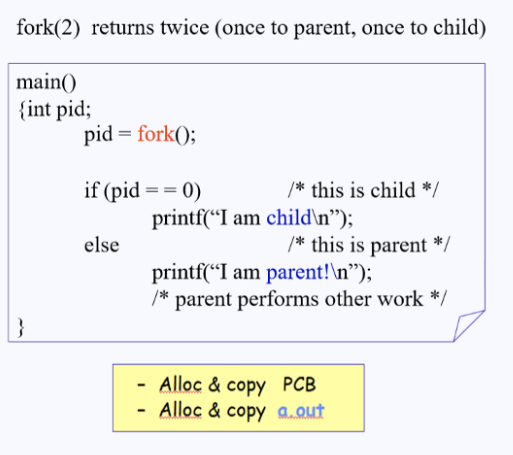 fork(2) returns twice (once to parent, once to child)
main()
{int pid;
pid = fork();
if (pid = = 0) /* this is child */
printf(“I am child\n”);
else /* this is parent */
printf(“I am parent!\n”);
/* parent performs other work */
}
- Alloc & copy PCB
- Alloc & copy a.out